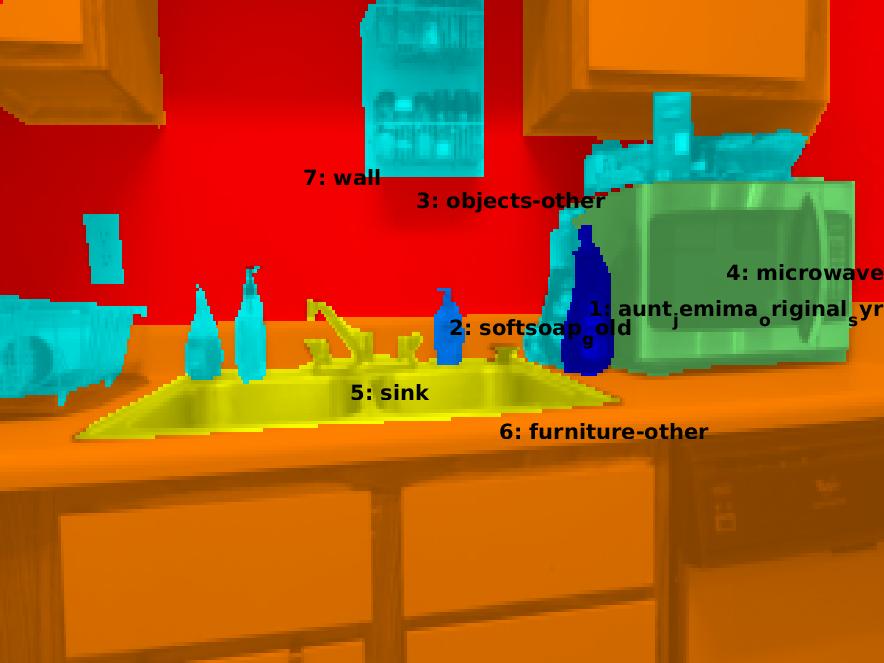 7: wall
3: objects-other
4: microwave
1: aunt_jemima_original_syr
2: softsoap_gold
5: sink
6: furniture-other